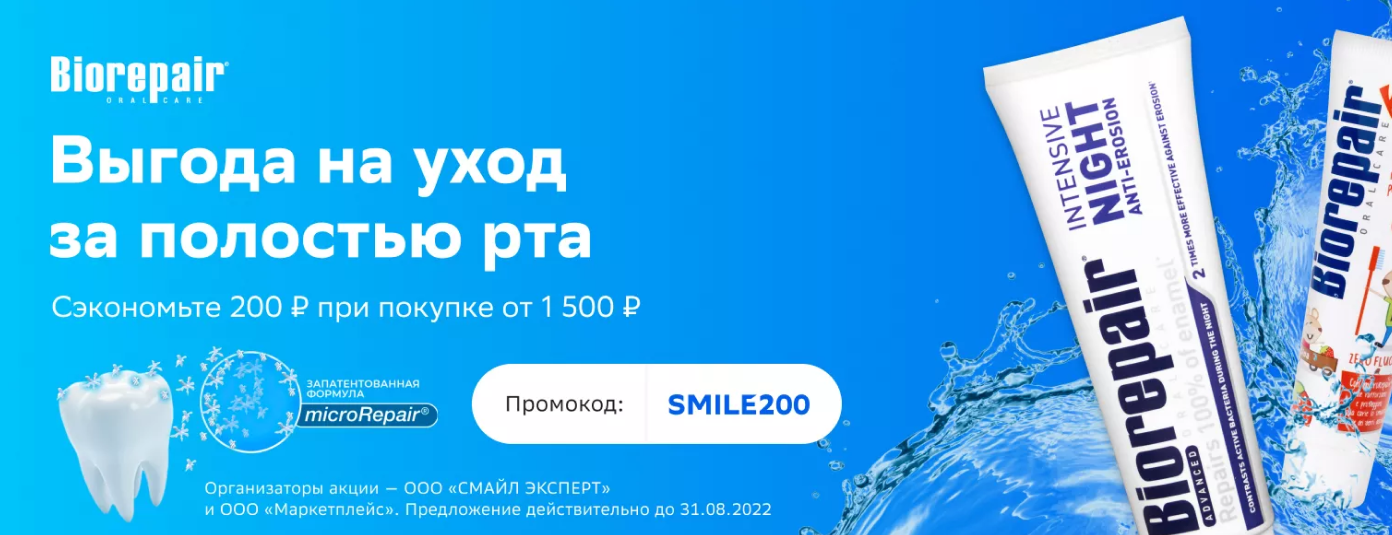 Biorepair®
ORAL CARE
Выгода на уход
за полостью рта
Сэкономьте 200 ₽ при покупке от 1 500 ₽
ЗАПАТЕНТОВАННАЯ
ФОРМУЛА
microRepair®
Промокод: SMILE200
Организаторы акции — ООО «СМАЙЛ ЭКСПЕРТ»
и ООО «Маркетплейс». Предложение действительно до 31.08.2022
INTENSIVE
NIGHT
ANTI-EROSION
2 TIMES MORE EFFECTIVE AGAINST EROSION*
Biorepair®
ORAL CARE
ADVANCED
Repairs 100% of enamel*
CONTRASTS ACTIVE BACTERIA DURING THE NIGHT
Biorepair®
ORAL CARE